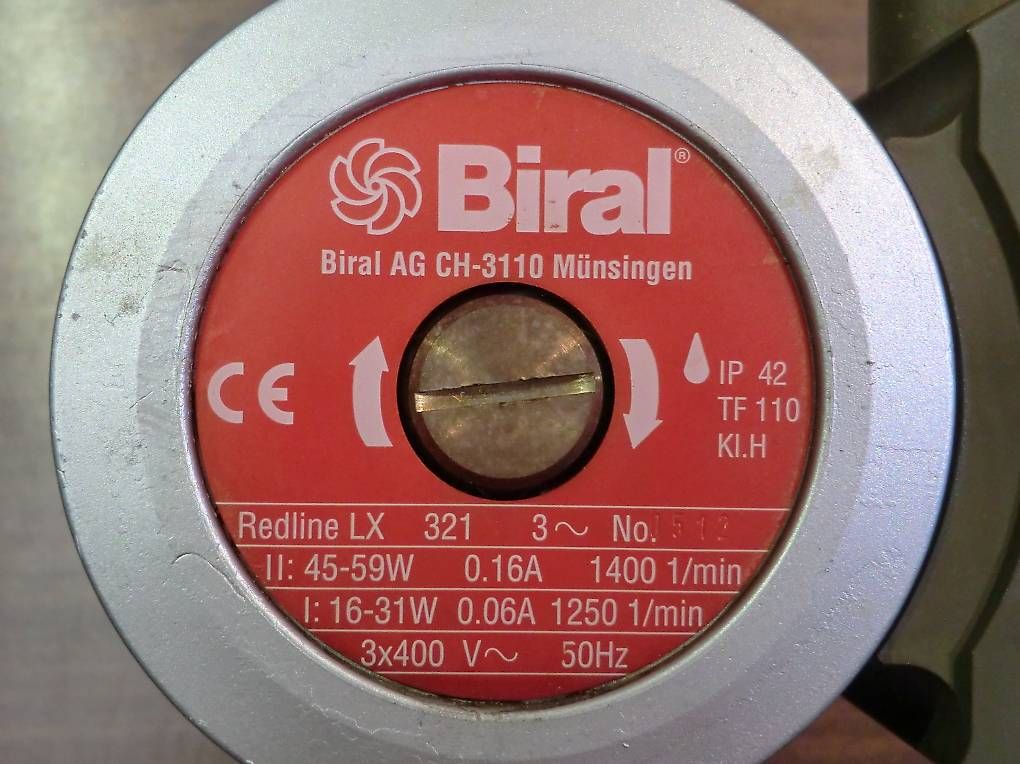 Biral®
Biral AG CH-3110 Münsingen
CE
IP 42
TF 110
Kl.H
Redline LX 321 3~ No. 1512
II: 45-59W 0.16A 1400 1/min
I: 16-31W 0.06A 1250 1/min
3x400 V~ 50Hz